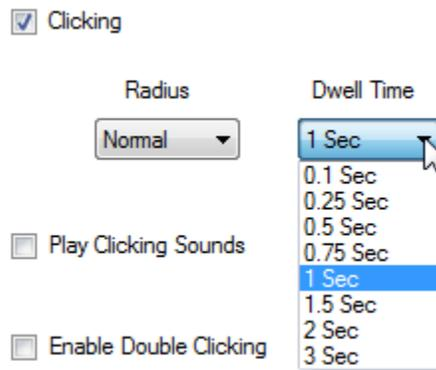 Clicking
Radius Dwell Time
Normal 1 Sec
0.1 Sec
0.25 Sec
0.5 Sec
Play Clicking Sounds 0.75 Sec
1 Sec
1.5 Sec
2 Sec
Enable Double Clicking 3 Sec